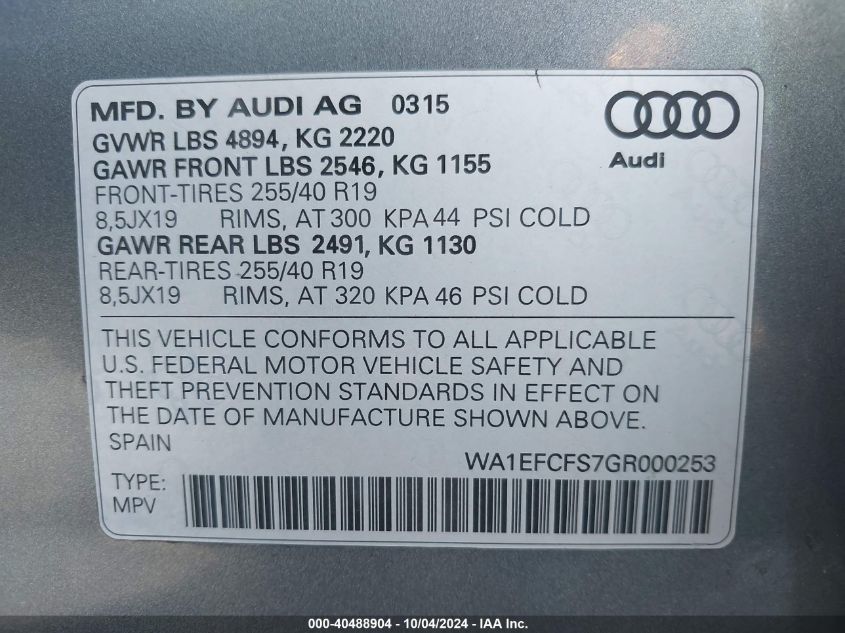 MFD. BY AUDI AG 0315
GVWR LBS 4894, KG 2220
GAWR FRONT LBS 2546, KG 1155
FRONT-TIRES 255/40 R19
8,5JX19 RIMS, AT 300 KPA 44 PSI COLD
GAWR REAR LBS 2491, KG 1130
REAR-TIRES 255/40 R19
8,5JX19 RIMS, AT 320 KPA 46 PSI COLD
Audi
THIS VEHICLE CONFORMS TO ALL APPLICABLE
U.S. FEDERAL MOTOR VEHICLE SAFETY AND
THEFT PREVENTION STANDARDS IN EFFECT ON
THE DATE OF MANUFACTURE SHOWN ABOVE.
SPAIN
WA1EFCFS7GR000253
TYPE:
MPV
000-40488904 - 10/04/2024 - IAA Inc.